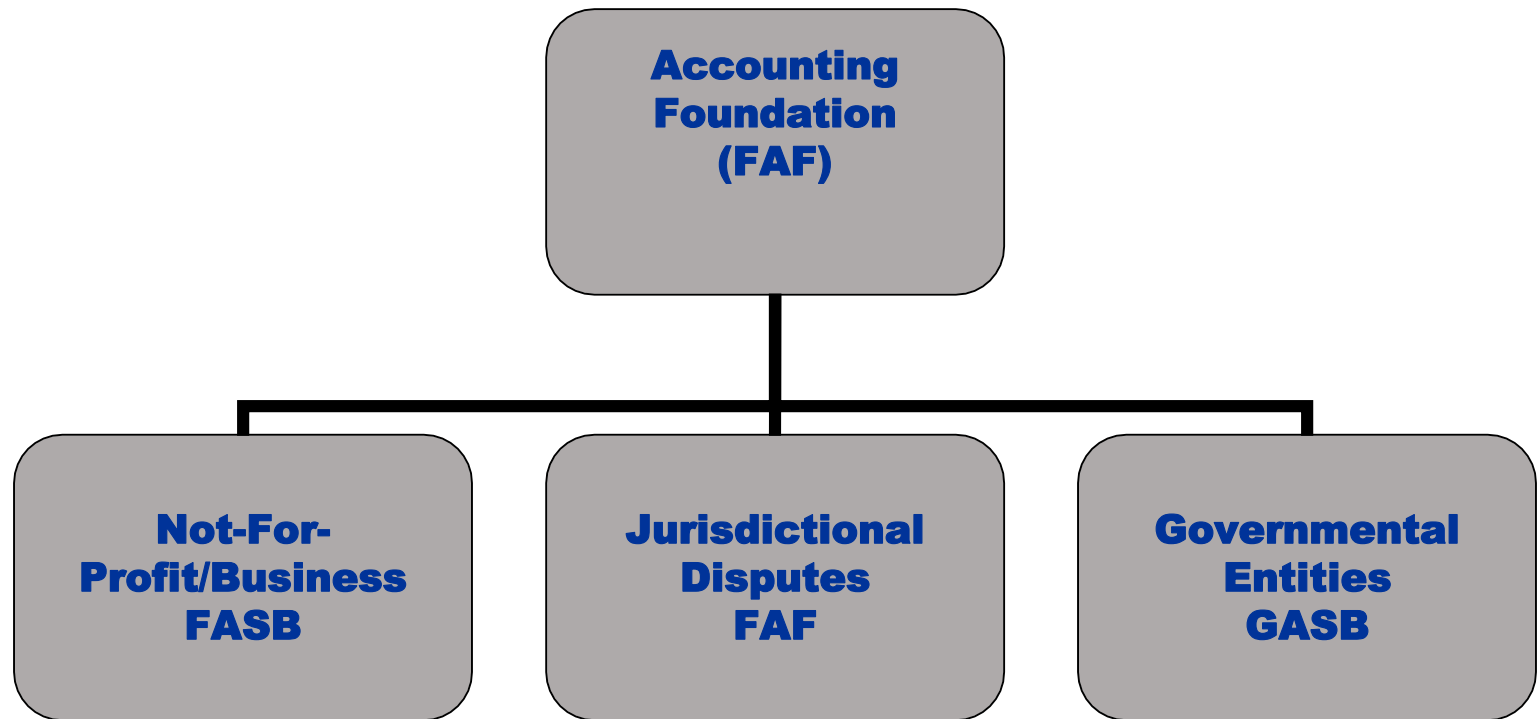 Accounting
Foundation
(FAF)
Not-For-
Profit/Business
FASB
Jurisdictional
Disputes
FAF
Governmental
Entities
GASB